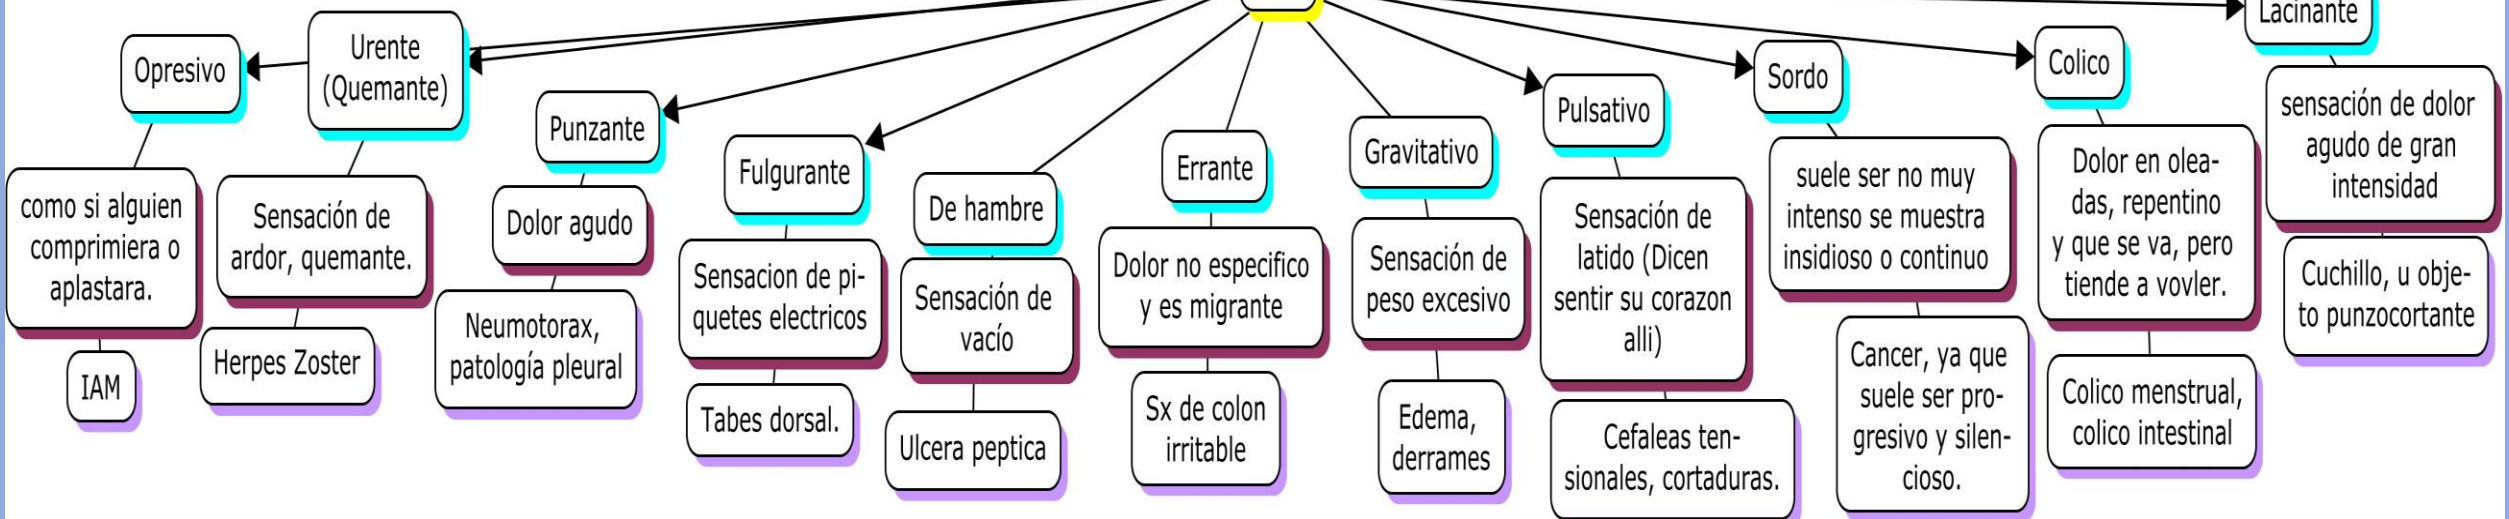 Opresivo
como si alguien
comprimiera o
aplastara.
IAM
Urente
(Quemante)
Sensación de
ardor, quemante.
Herpes Zoster
Punzante
Dolor agudo
Neumotorax,
patología pleural
Fulgurante
Sensacion de pi-
quetes electricos
Tabes dorsal.
De hambre
Sensación de
vacío
Ulcera peptica
Errante
Dolor no especifico
y es migrante
Sx de colon
irritable
Gravitativo
Sensación de
peso excesivo
Edema,
derrames
Pulsativo
Sensación de
latido (Dicen
sentir su corazon
alli)
Cefaleas ten-
sionales, cortaduras.
Sordo
suele ser no muy
intenso se muestra
insidioso o continuo
Cancer, ya que
suele ser pro-
gresivo y silen-
cioso.
Colico
Dolor en olea-
das, repentino
y que se va, pero
tiende a vovler.
Colico menstrual,
colico intestinal
Lacinante
sensación de dolor
agudo de gran
intensidad
Cuchillo, u obje-
to punzocortante